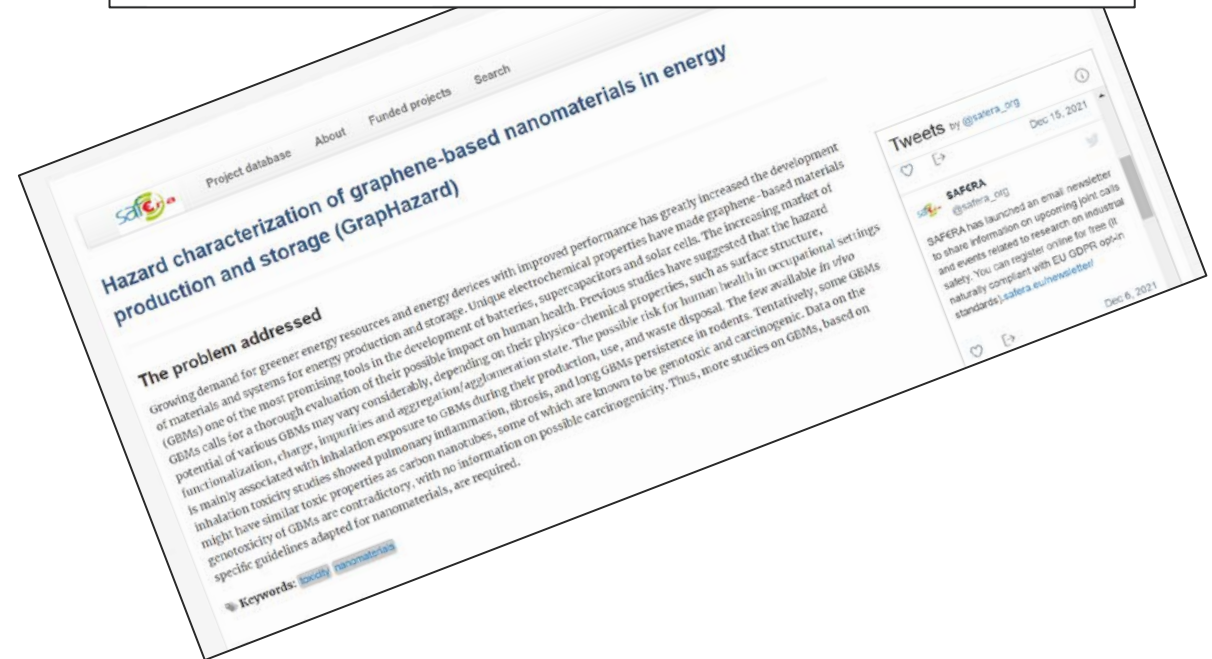 safera
Project database About Funded projects Search
Hazard characterization of graphene-based nanomaterials in energy
production and storage (GrapHazard)
The problem addressed
Growing demand for greener energy resources and energy devices with improved performance has greatly increased the development
of materials and systems for energy production and storage. Unique electrochemical properties have made graphene-based materials
(GBMs) one of the most promising tools in the development of batteries, supercapacitors and solar cells. The increasing market of
GBMs calls for a thorough evaluation of their possible impact on human health. Previous studies have suggested that the hazard
potential of various GBMs may vary considerably, depending on their physico-chemical properties, such as surface structure,
functionalization, charge, impurities and aggregation/agglomeration state. The possible risk for human health in occupational settings
is mainly associated with inhalation exposure to GBMs during their production, use, and waste disposal. The few available in vivo
inhalation toxicity studies showed pulmonary inflammation, fibrosis, and long GBMs persistence in rodents. Tentatively, some GBMs
might have similar toxic properties as carbon nanotubes, some of which are known to be genotoxic and carcinogenic. Data on the
genotoxicity of GBMs are contradictory, with no information on possible carcinogenicity. Thus, more studies on GBMs, based on
specific guidelines adapted for nanomaterials, are required.
Keywords: toxicity nanomaterials
Tweets by @safera_org
Dec 15, 2021
SAF€RA
@safera_org
SAF€RA has launched an email newsletter
to share information on upcoming joint calls
and events related to research on industrial
safety. You can register online for free (it
naturally compliant with EU GDPR opt-in
standards).safera.eu/newsletter/
Dec 6, 2021